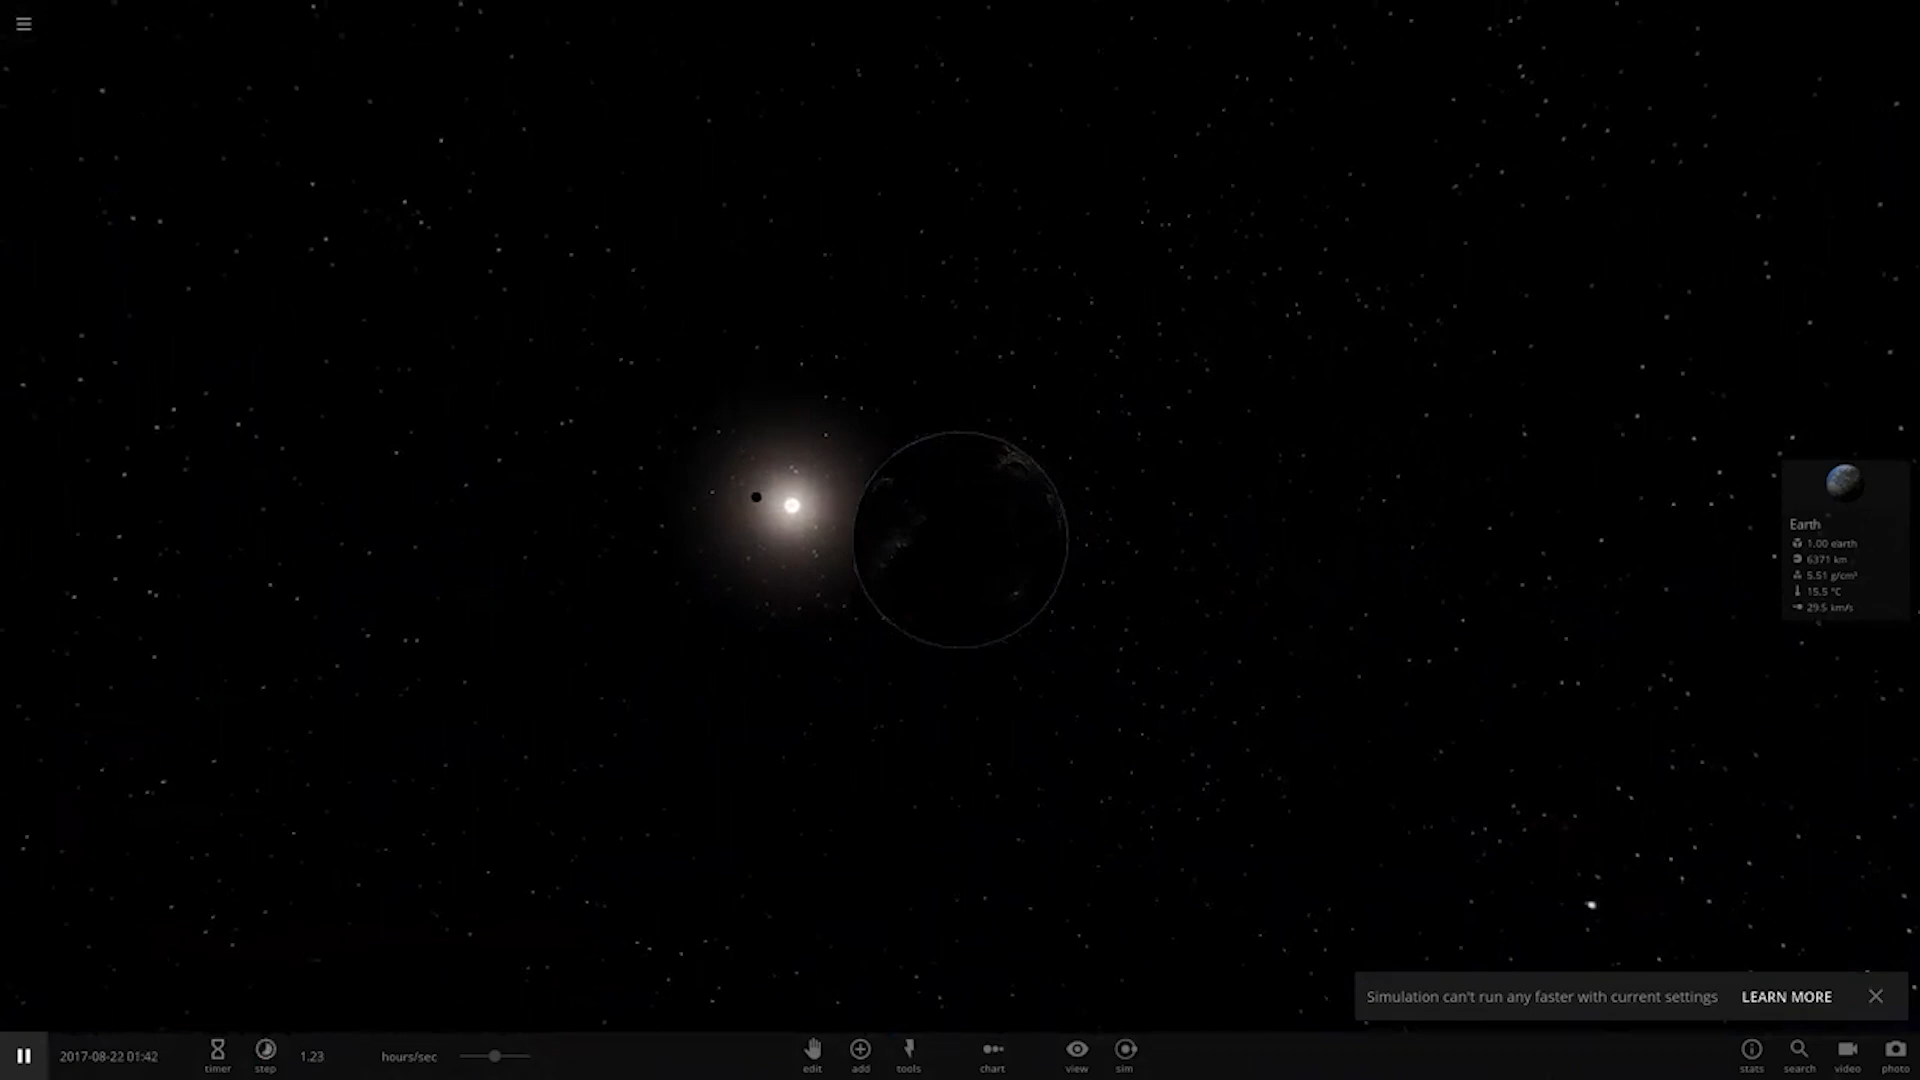 Earth
1.00 earth
6371 km
5.51 g/cm³
15.5 °C
29.5 km/s
Simulation can't run any faster with current settings LEARN MORE
2017-08-22 01:42 timer step 1.23 hours/sec edit add tools chart view sim stats search video photo